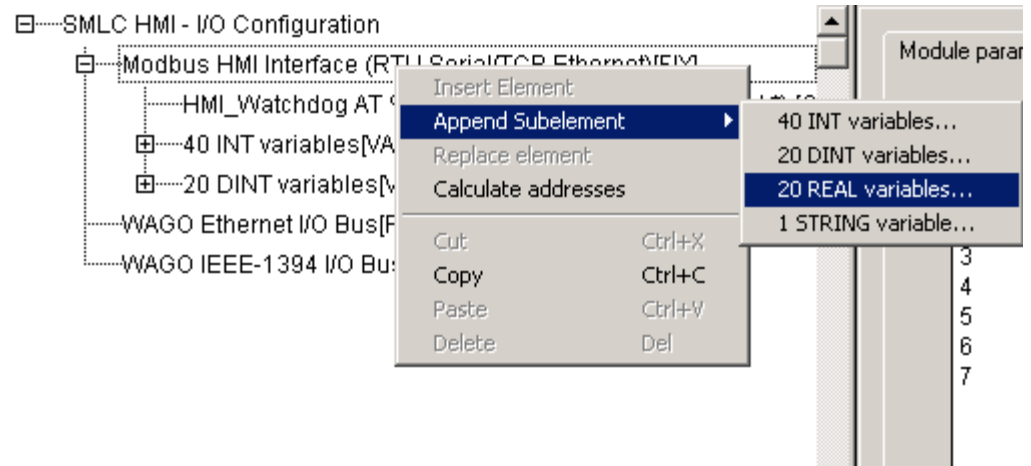 SMLC HMI - I/O Configuration
Modbus HMI Interface (RTU Serial/TCP Ethernet)[FIX]
HMI_Watchdog AT
40 INT variables[VA
20 DINT variables[V
WAGO Ethernet I/O Bus[F
WAGO IEEE-1394 I/O Bu
Insert Element
Append Subelement
Replace element
Calculate addresses
Cut Ctrl+X
Copy Ctrl+C
Paste Ctrl+V
Delete Del
40 INT variables...
20 DINT variables...
20 REAL variables...
1 STRING variable...
Module parar
3
4
5
6
7